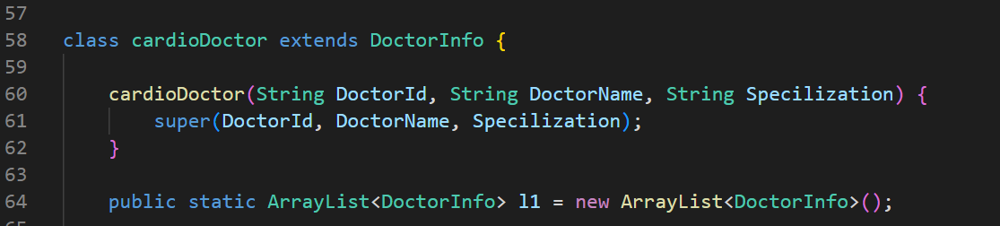 57
58 class cardioDoctor extends DoctorInfo {
59
60 cardioDoctor(String DoctorId, String DoctorName, String Specilization) {
61 super(DoctorId, DoctorName, Specilization);
62 }
63
64 public static ArrayList<DoctorInfo> l1 = new ArrayList<DoctorInfo>();